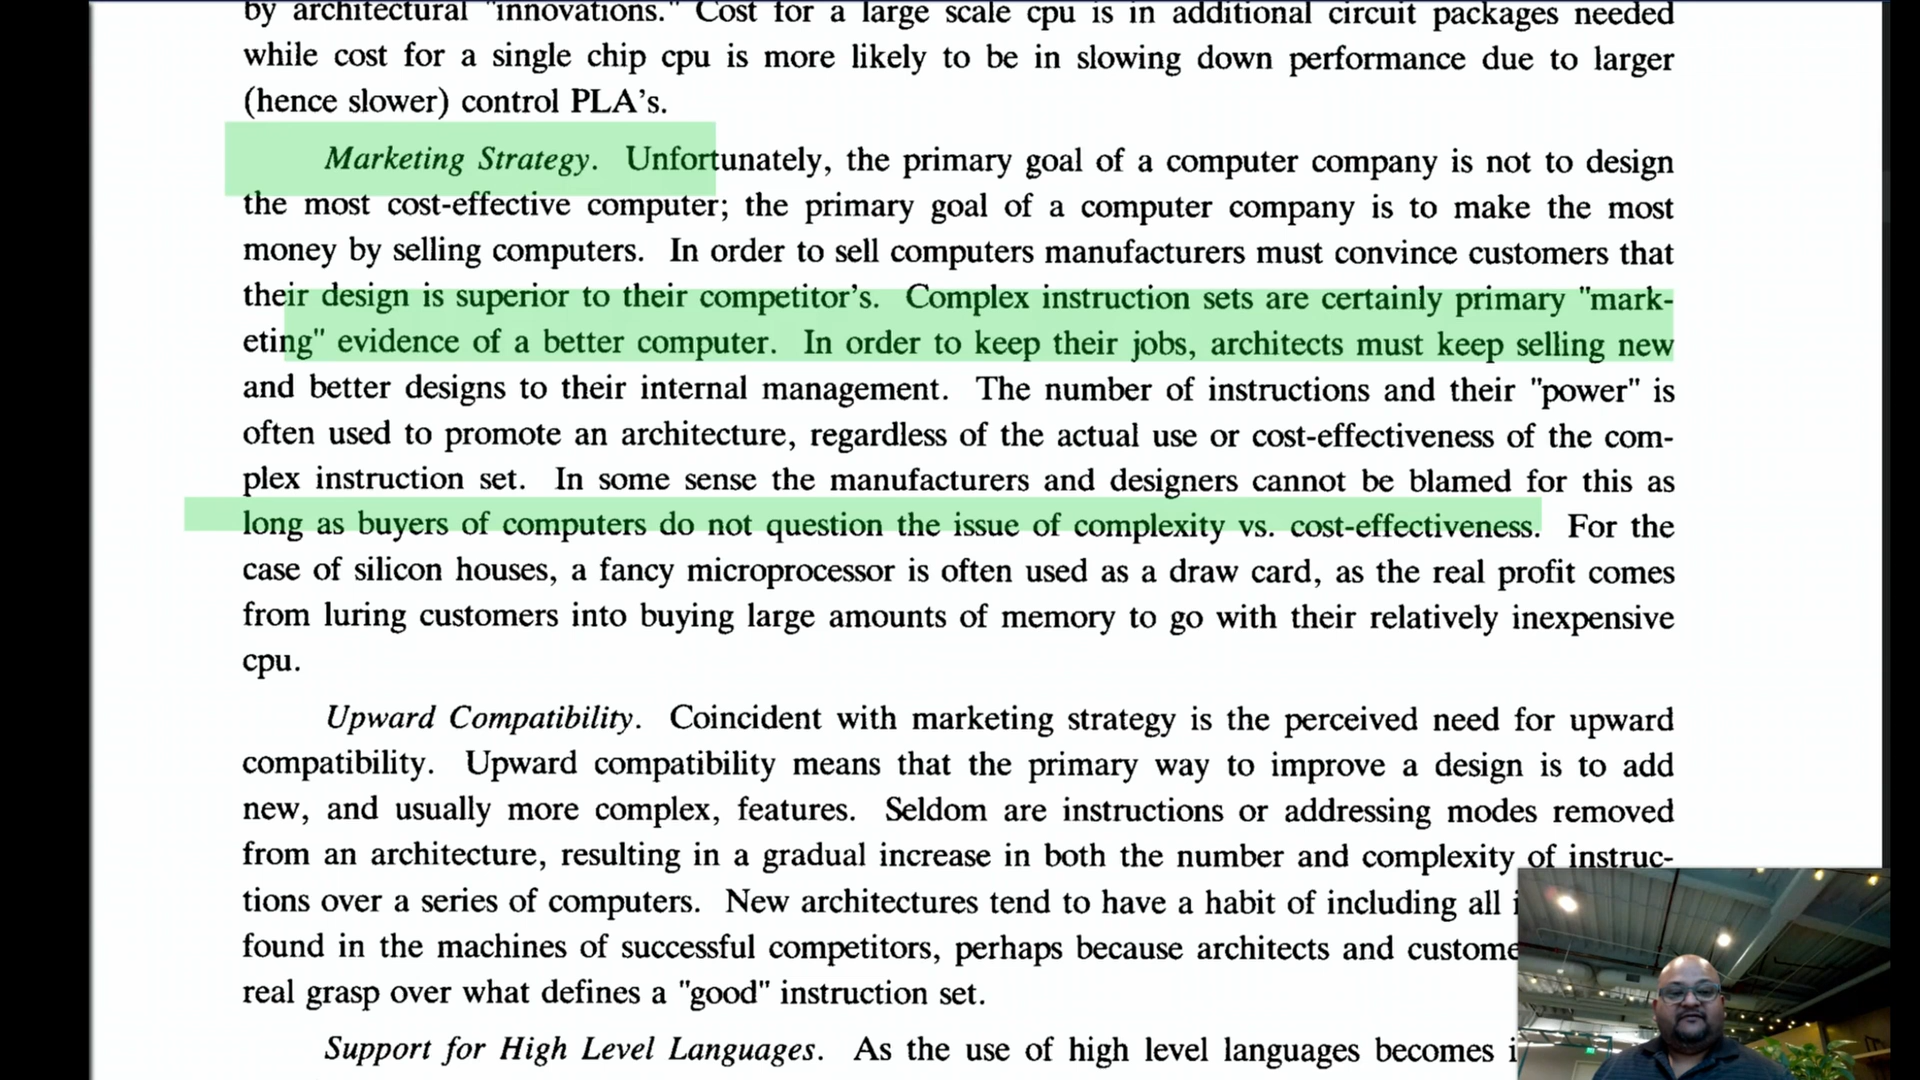 by architectural "innovations." Cost for a large scale cpu is in additional circuit packages needed
while cost for a single chip cpu is more likely to be in slowing down performance due to larger
(hence slower) control PLA's.
Marketing Strategy. Unfortunately, the primary goal of a computer company is not to design
the most cost-effective computer; the primary goal of a computer company is to make the most
money by selling computers. In order to sell computers manufacturers must convince customers that
their design is superior to their competitor's. Complex instruction sets are certainly primary "mark-
eting" evidence of a better computer. In order to keep their jobs, architects must keep selling new
and better designs to their internal management. The number of instructions and their "power" is
often used to promote an architecture, regardless of the actual use or cost-effectiveness of the com-
plex instruction set. In some sense the manufacturers and designers cannot be blamed for this as
long as buyers of computers do not question the issue of complexity vs. cost-effectiveness. For the
case of silicon houses, a fancy microprocessor is often used as a draw card, as the real profit comes
from luring customers into buying large amounts of memory to go with their relatively inexpensive
cpu.
Upward Compatibility. Coincident with marketing strategy is the perceived need for upward
compatibility. Upward compatibility means that the primary way to improve a design is to add
new, and usually more complex, features. Seldom are instructions or addressing modes removed
from an architecture, resulting in a gradual increase in both the number and complexity of instruc-
tions over a series of computers. New architectures tend to have a habit of including all
found in the machines of successful competitors, perhaps because architects and custome
real grasp over what defines a "good" instruction set.
Support for High Level Languages. As the use of high level languages becomes